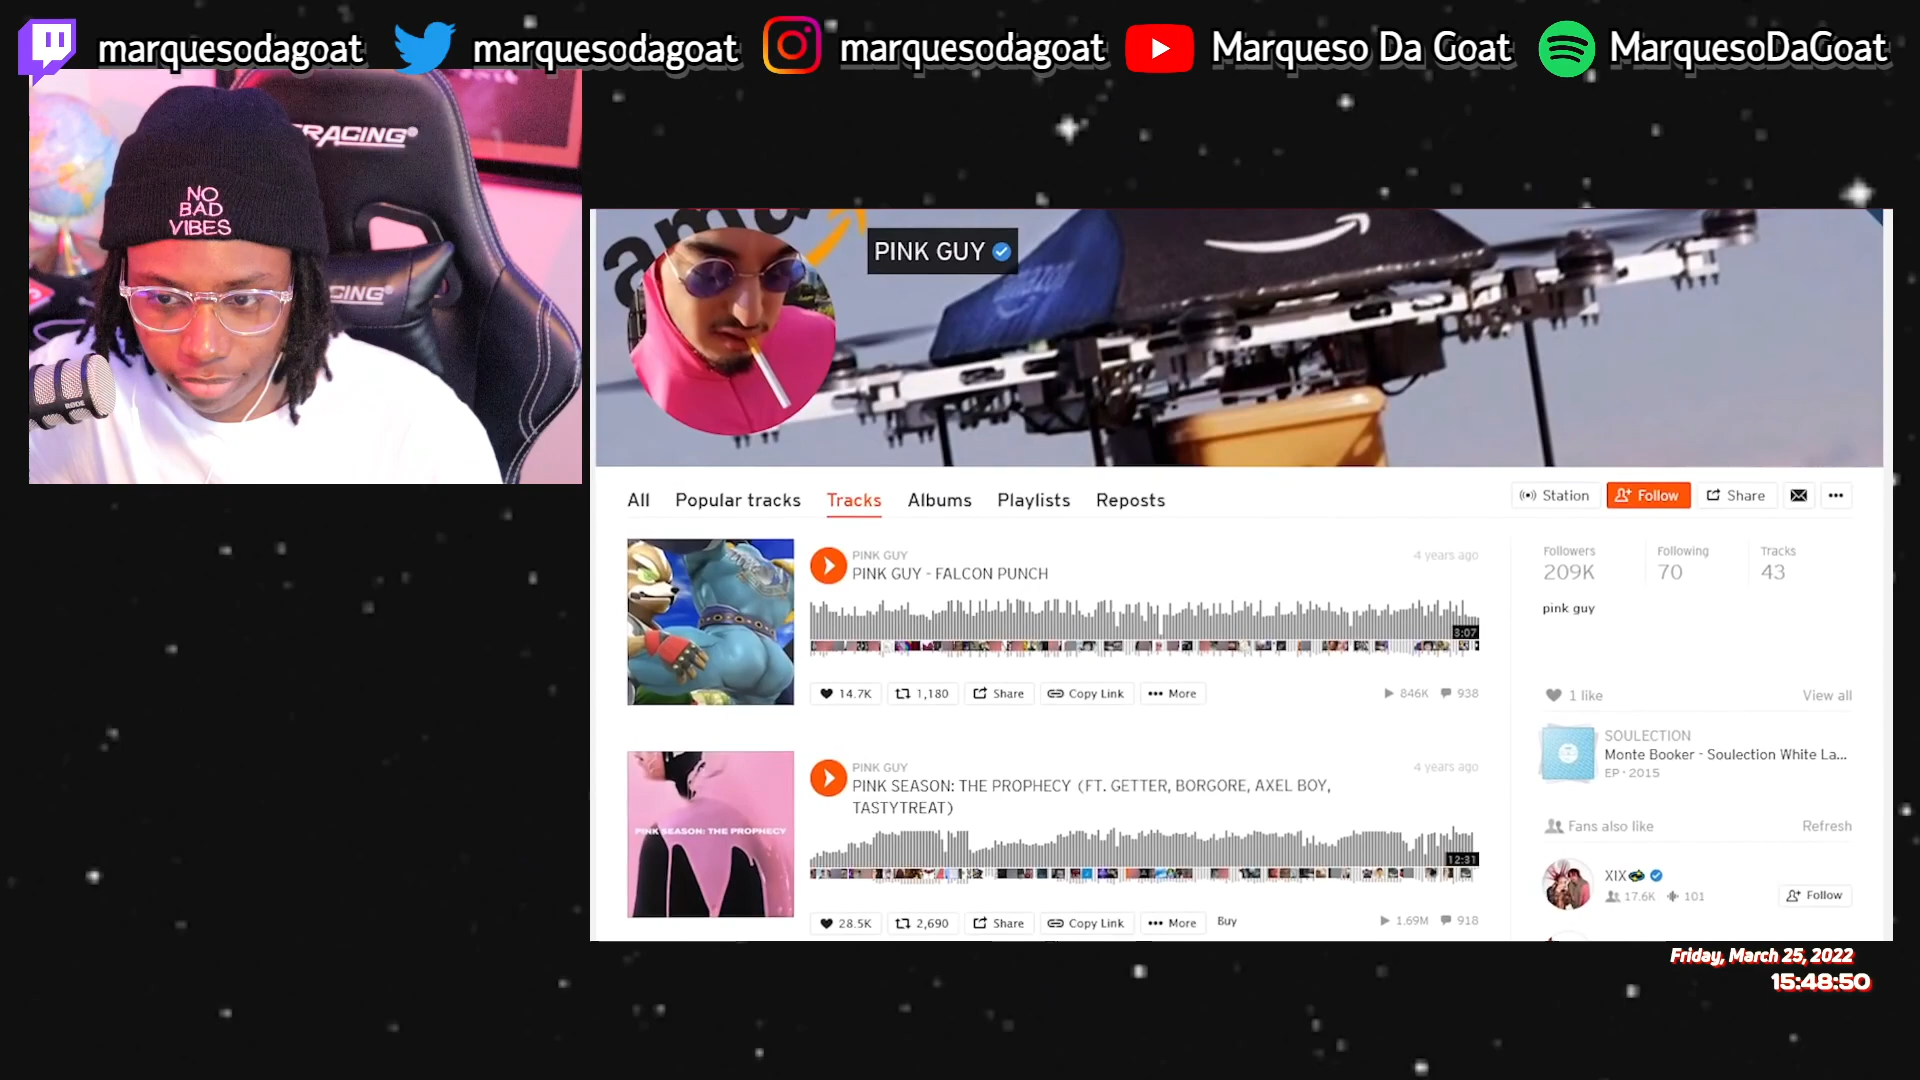 marquesodagoat marquesodagoat marquesodagoat Marqueso Da Goat MarquesoDaGoat
RACING®
NO
BAD
VIBES
CING®
RØDE
ama
PINK GUY
All Popular tracks Tracks Albums Playlists Reposts
Station Follow Share
PINK GUY 4 years ago
PINK GUY - FALCON PUNCH
3:07
14.7K 1,180 Share Copy Link More 846K 938
PINK GUY 4 years ago
PINK SEASON: THE PROPHECY (FT. GETTER, BORGORE, AXEL BOY,
TASTYTREAT)
PINK SEASON: THE PROPHECY
12:31
28.5K 2,690 Share Copy Link More Buy 1.69M 918
Followers Following Tracks
209K 70 43
pink guy
1 like View all
SOULECTION
Monte Booker - Soulection White La...
EP · 2015
Fans also like Refresh
XIX
17.6K 101 Follow
Friday, March 25, 2022
15:48:50